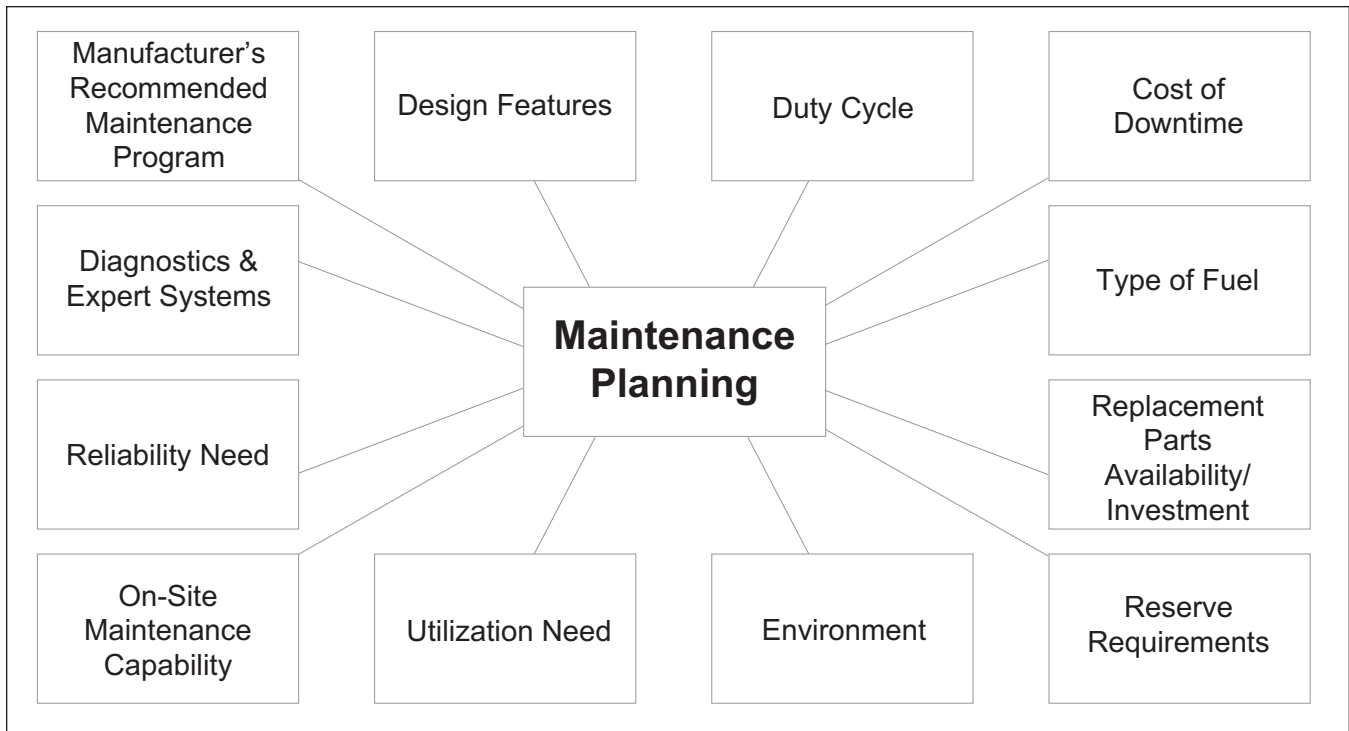 Manufacturer’s
Recommended
Maintenance
Program
Design Features
Duty Cycle
Cost of
Downtime
Diagnostics &
Expert Systems
Type of Fuel
Maintenance
Planning
Reliability Need
Replacement
Parts
Availability/
Investment
On-Site
Maintenance
Capability
Utilization Need
Environment
Reserve
Requirements